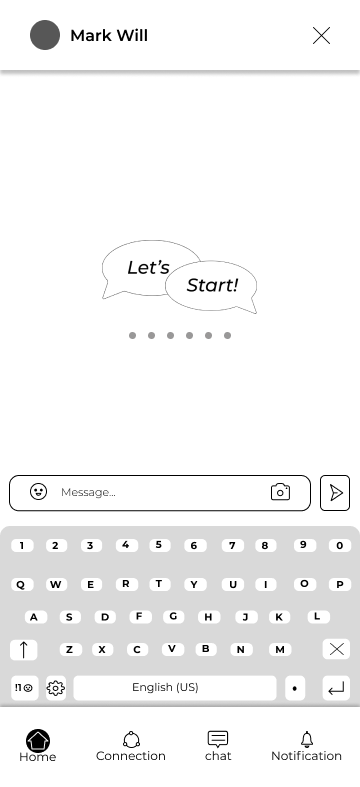 Mark Will
Let's
Start!
Message...
1 2 3 4 5 6 7 8 9 0
Q W E R T Y U I O P
A S D F G H J K L
Z X C V B N M
!1 English (US) •
Home Connection chat Notification